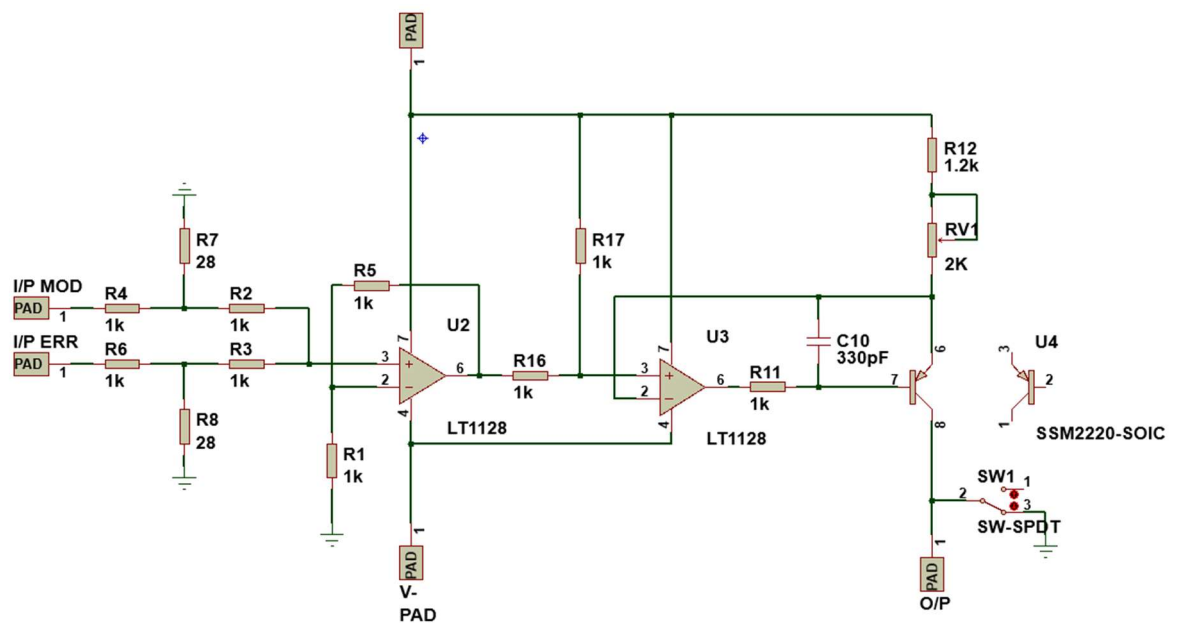 PAD
1
R12
1.2k
R7
28
R17
1k
RV1
2K
I/P MOD
PAD
1
R4
1k
R2
1k
R5
1k
I/P ERR
PAD
1
R6
1k
R3
1k
R8
28
R1
1k
3
2
7
4
6
+
−
U2
LT1128
R16
1k
3
2
7
4
6
+
−
U3
LT1128
R11
1k
C10
330pF
7
6
8
3
2
1
U4
SSM2220-SOIC
SW1
2
1
3
SW-SPDT
1
PAD
V-
PAD
1
PAD
O/P